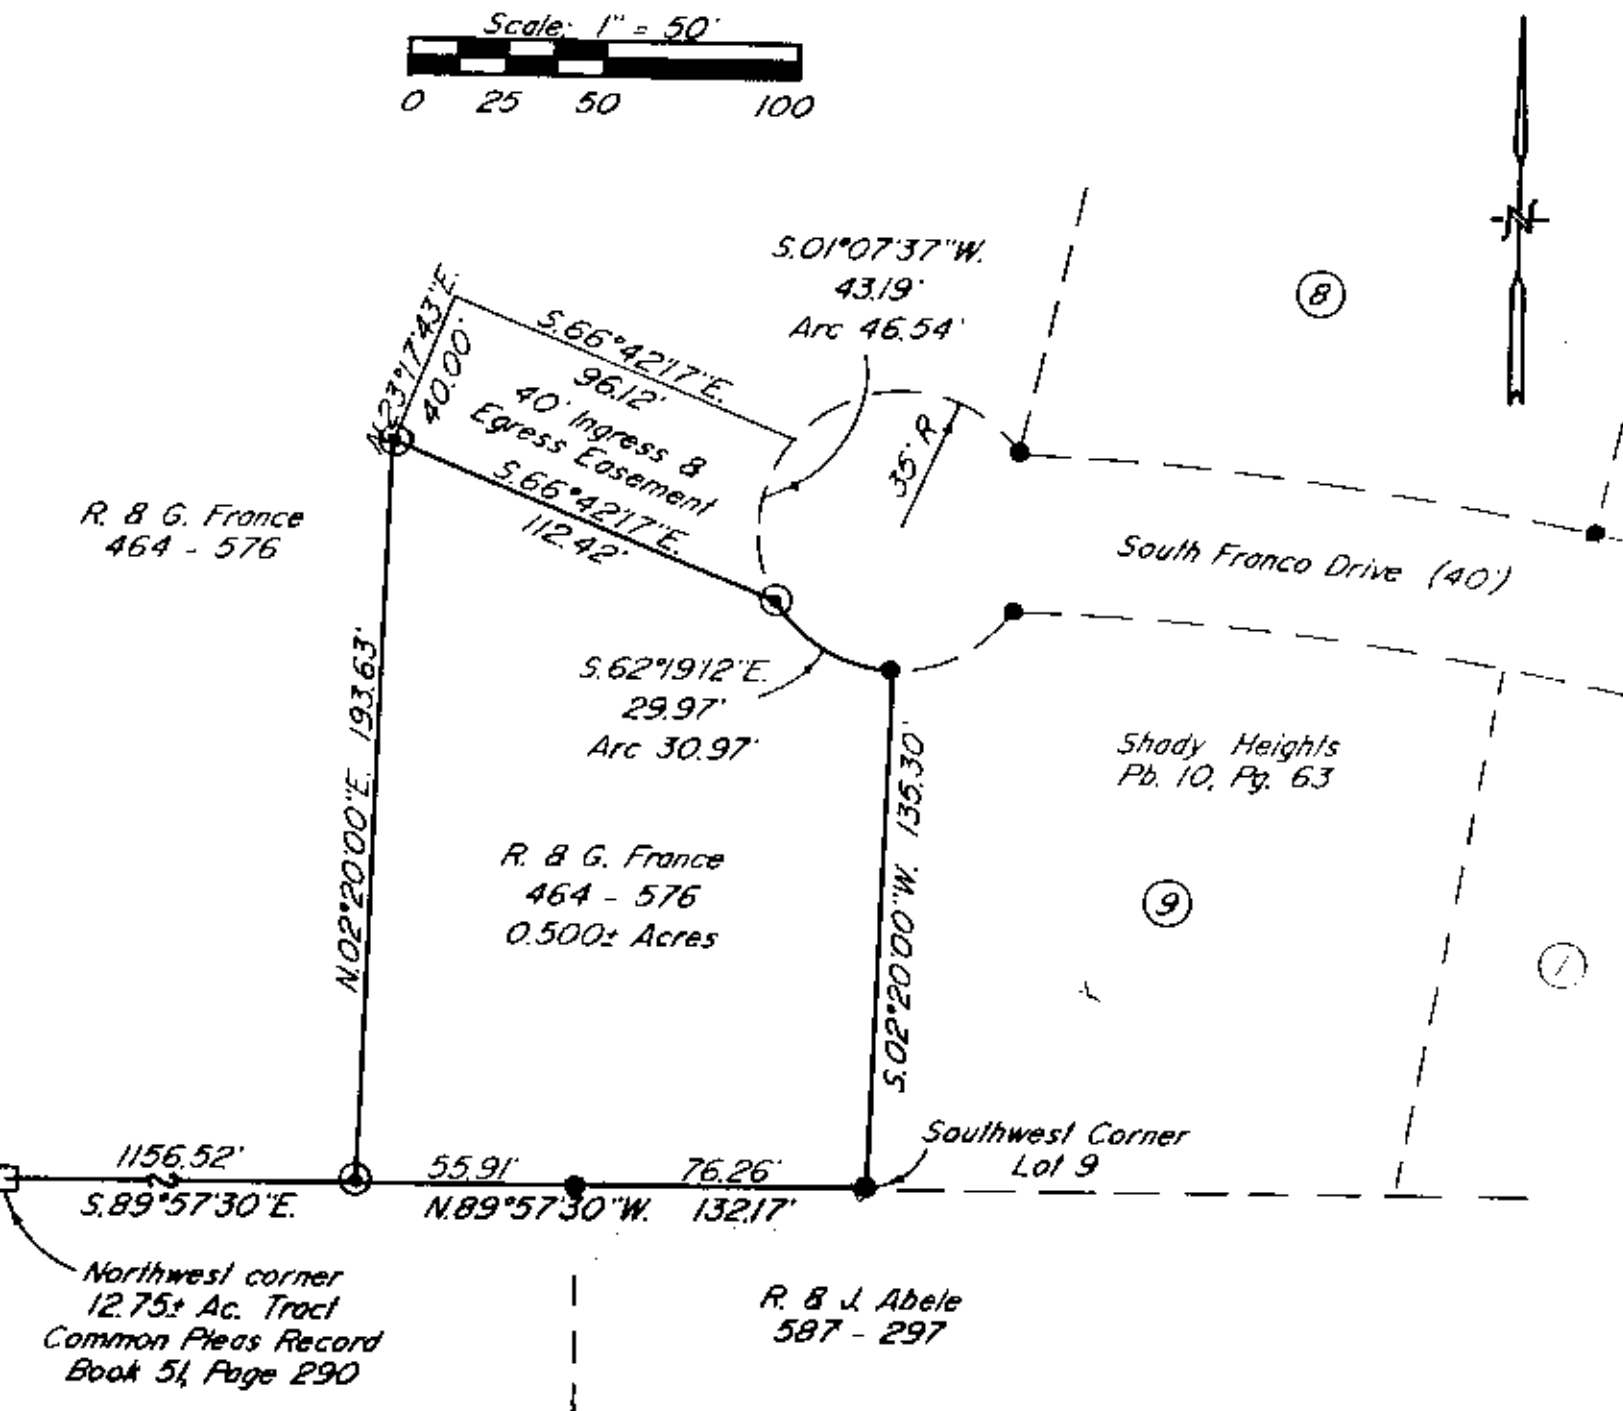 Scale: 1" = 50'
0 25 50 100
N
S.01°07'37"W.
43.19'
Arc 46.54'
8
N.23°17'43"E.
40.00'
S.66°42'17"E.
96.12'
40' Ingress &
Egress Easement
S.66°42'17"E.
112.42'
35' R
R. & G. France
464 - 576
South Franco Drive (40')
N.02°20'00"E. 193.63'
S.62°19'12"E.
29.97'
Arc 30.97'
S.02°20'00"W. 135.30'
Shady Heights
Pb. 10, Pg. 63
R. & G. France
464 - 576
0.500± Acres
9
1
Southwest Corner
Lot 9
1156.52'
S.89°57'30"E.
55.91' 76.26'
N.89°57'30"W. 132.17'
Northwest corner
12.75± Ac. Tract
Common Pleas Record
Book 51, Page 290
R. & J. Abele
587 - 297